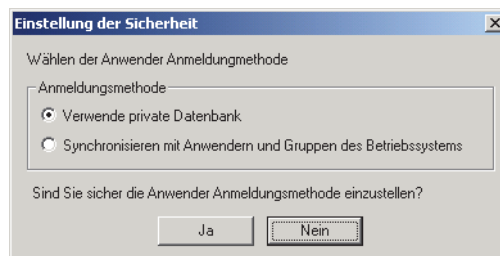 Einstellung der Sicherheit
Wählen der Anwender Anmeldungmethode
Anmeldungsmethode
Verwende private Datenbank
Synchronisieren mit Anwendern und Gruppen des Betriebssystems
Sind Sie sicher die Anwender Anmeldungsmethode einzustellen?
Ja
Nein